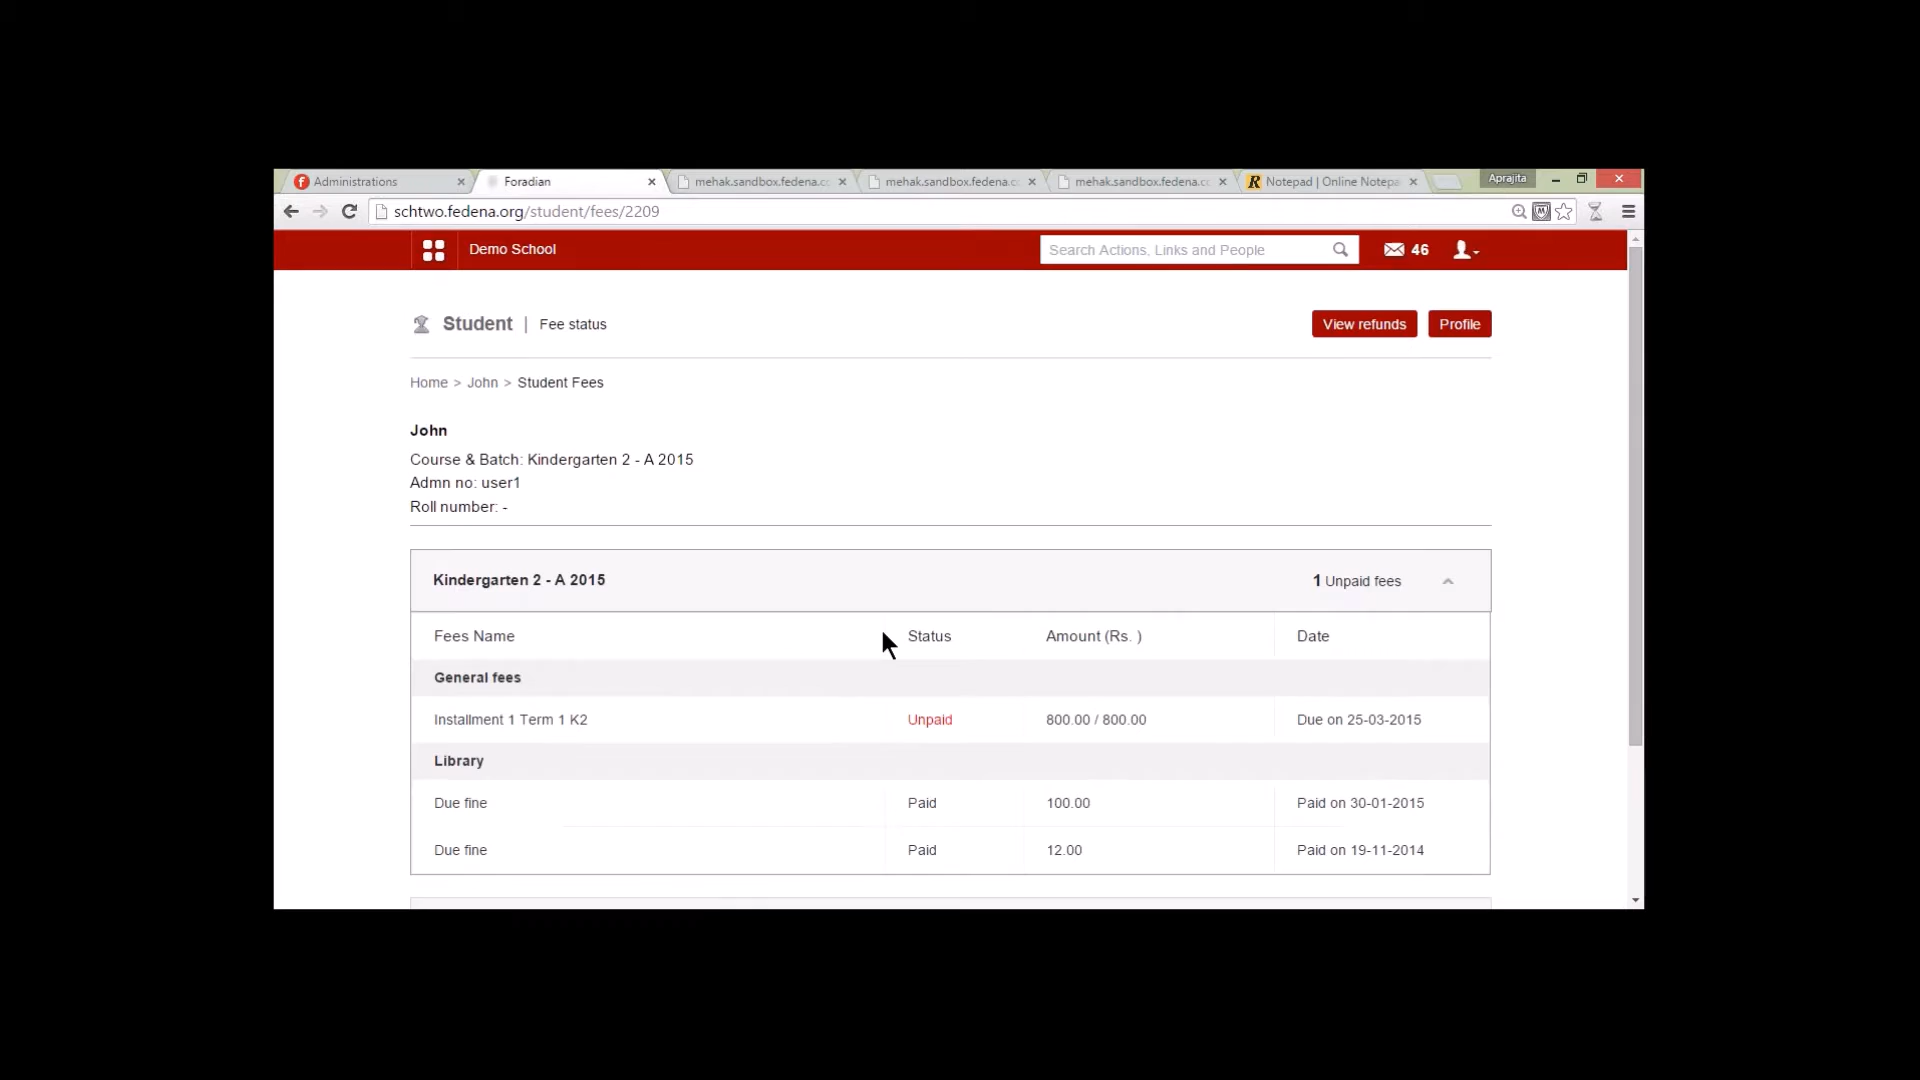 Administrations
Foradian
mehak.sandbox.fedena.c
mehak.sandbox.fedena.c
mehak.sandbox.fedena.c
R Notepad | Online Notepa
Aprajita
schtwo.fedena.org/student/fees/2209
Demo School
Search Actions, Links and People
46
Student | Fee status
View refunds
Profile
Home > John > Student Fees
John
Course & Batch: Kindergarten 2 - A 2015
Admn no: user1
Roll number: -
Kindergarten 2 - A 2015
1 Unpaid fees
Fees Name Status Amount (Rs. ) Date
General fees
Installment 1 Term 1 K2 Unpaid 800.00 / 800.00 Due on 25-03-2015
Library
Due fine Paid 100.00 Paid on 30-01-2015
Due fine Paid 12.00 Paid on 19-11-2014